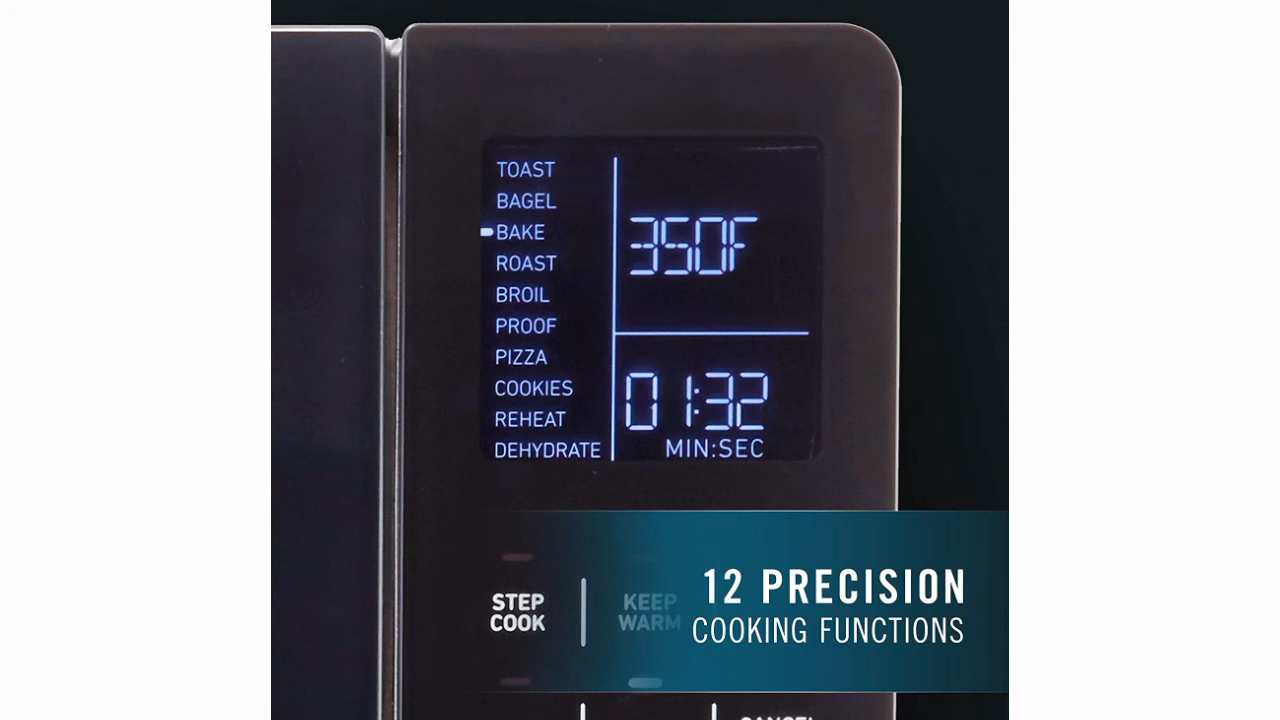 TOAST
BAGEL
BAKE
ROAST
BROIL
PROOF
PIZZA
COOKIES
REHEAT
DEHYDRATE
350F
01:32
MIN:SEC
STEP
COOK
KEEP
WARM
12 PRECISION
COOKING FUNCTIONS
CANCEL